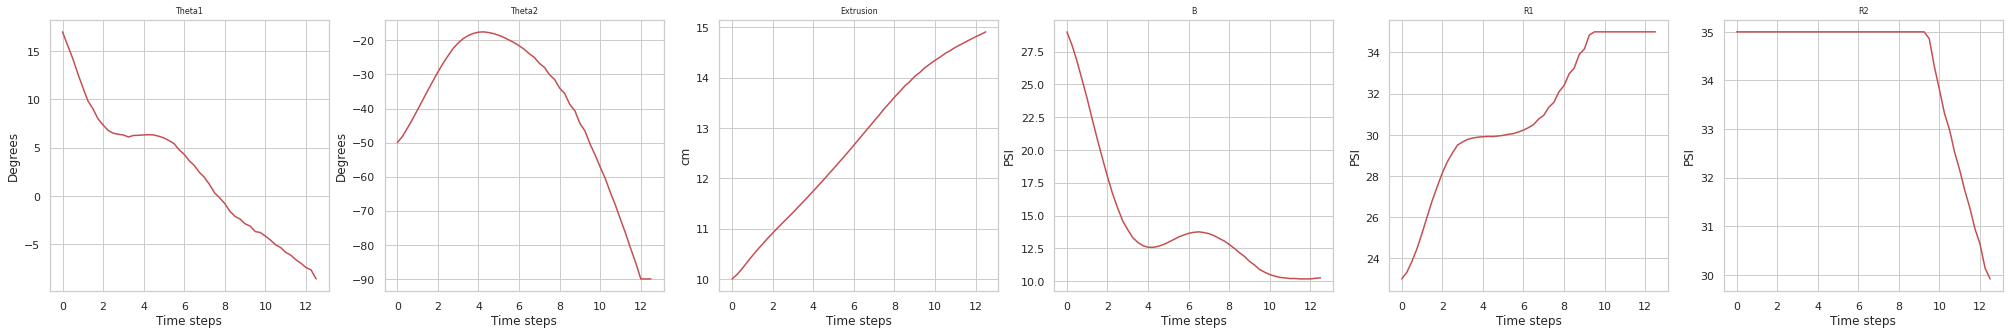 Theta1
Degrees
15
10
5
0
−5
0 2 4 6 8 10 12
Time steps
Theta2
Degrees
−20
−30
−40
−50
−60
−70
−80
−90
0 2 4 6 8 10 12
Time steps
Extrusion
cm
15
14
13
12
11
10
0 2 4 6 8 10 12
Time steps
B
PSI
27.5
25.0
22.5
20.0
17.5
15.0
12.5
10.0
0 2 4 6 8 10 12
Time steps
R1
PSI
34
32
30
28
26
24
0 2 4 6 8 10 12
Time steps
R2
PSI
35
34
33
32
31
30
0 2 4 6 8 10 12
Time steps